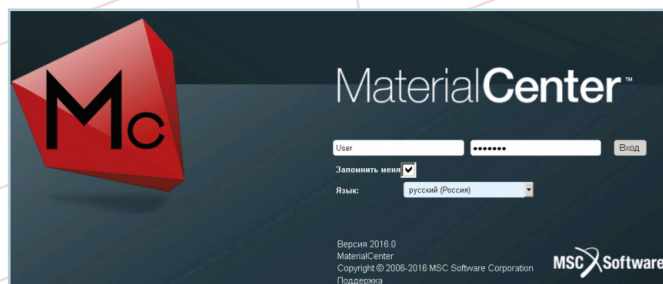 Mc
MaterialCenter™
User ••••••• Вход
Запомнить меня
Язык: русский (Россия)
Версия 2016.0
MaterialCenter
Copyright © 2006-2016 MSC Software Corporation
Поддержка
MSC Software